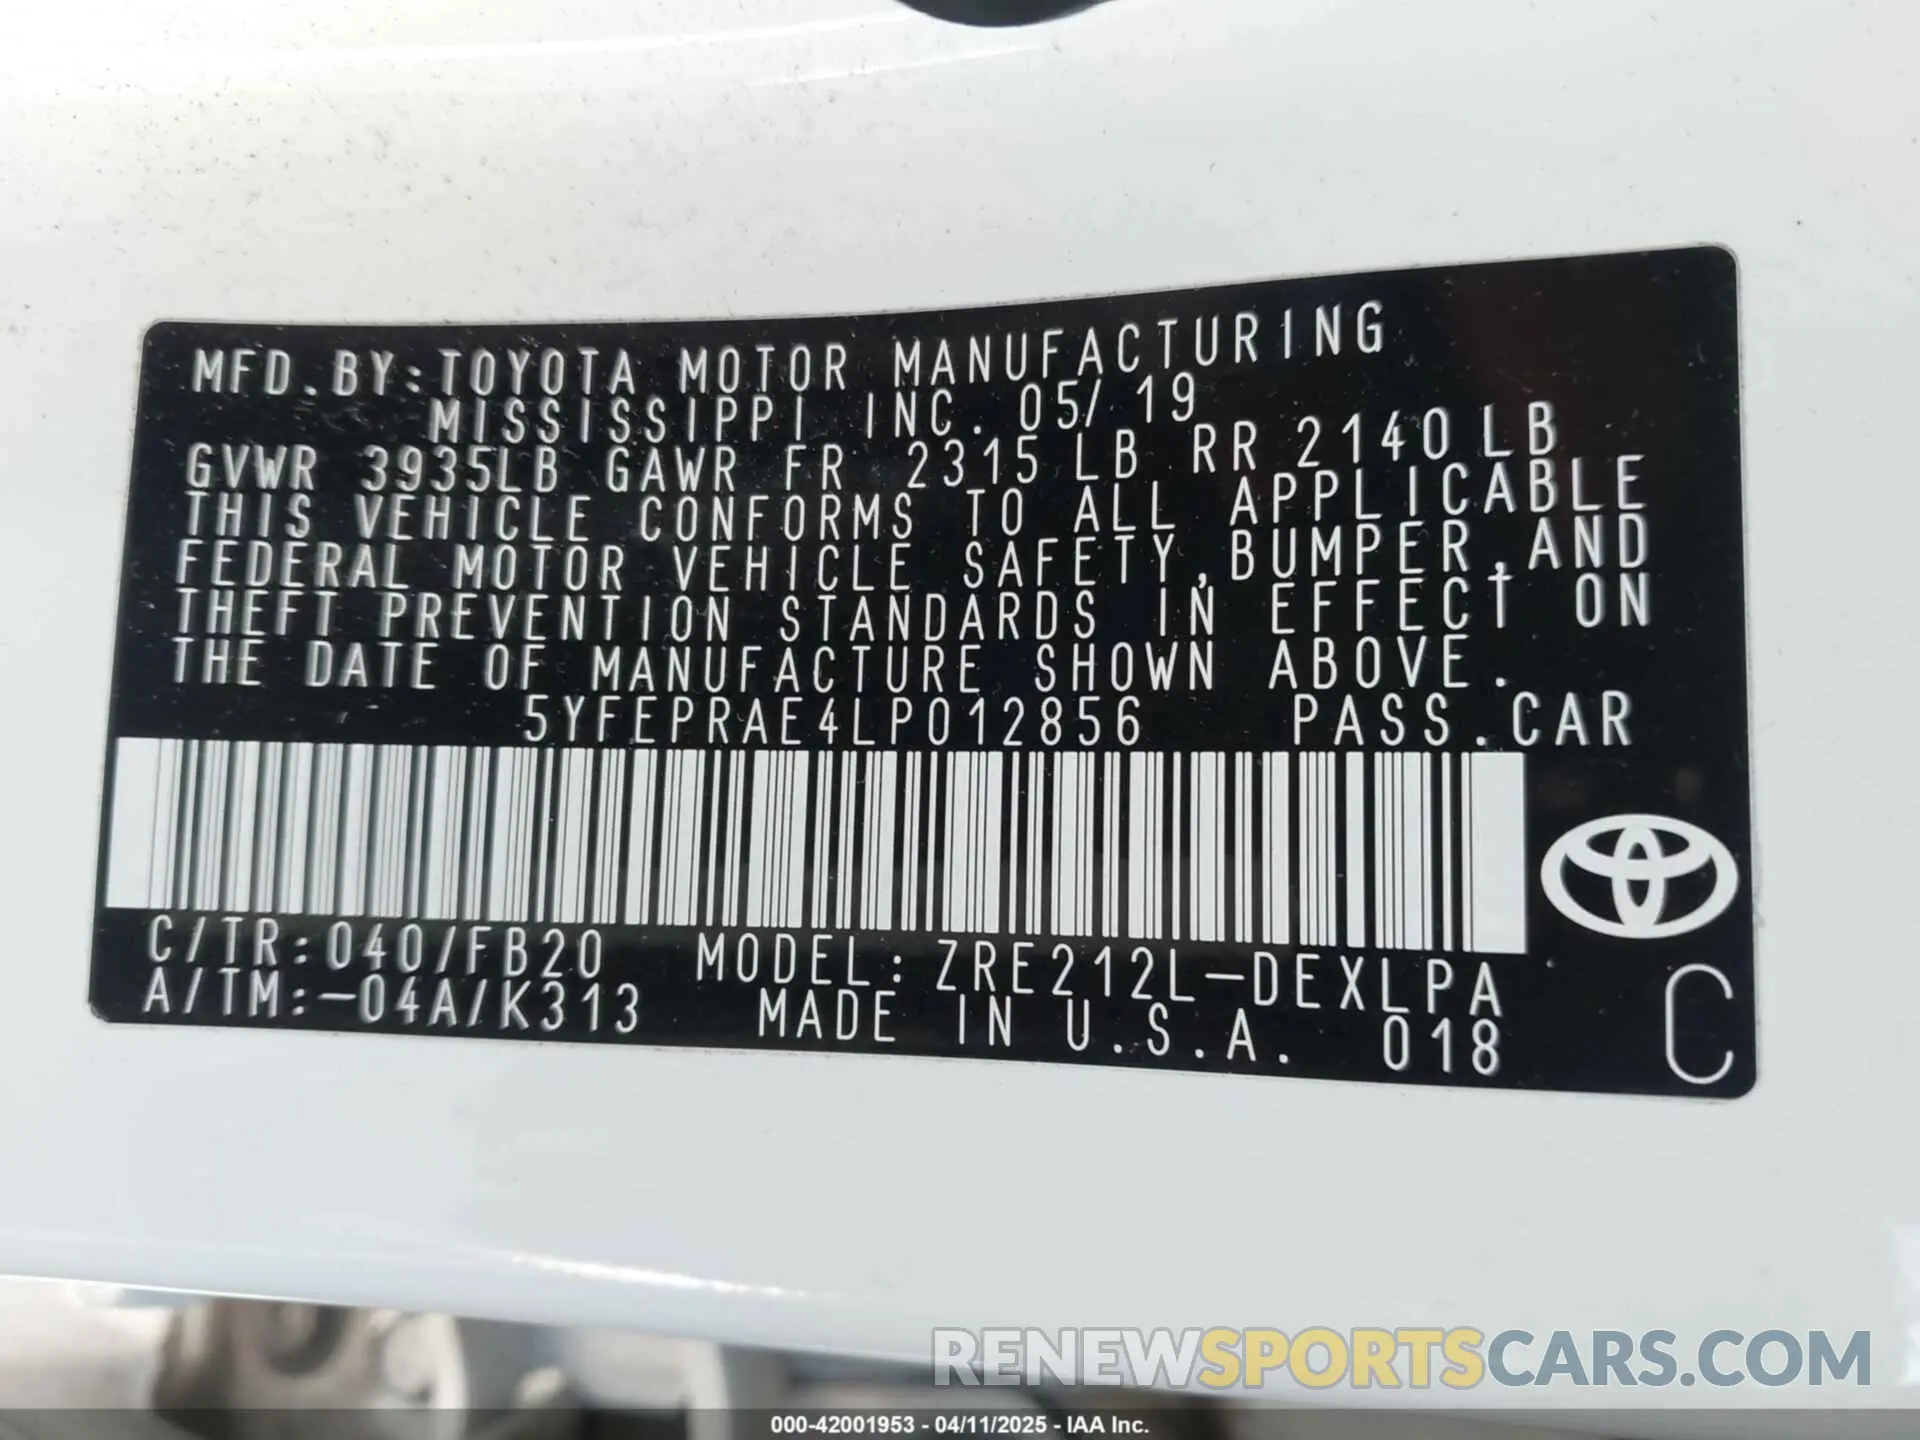 MFD.BY:TOYOTA MOTOR MANUFACTURING
MISSISSIPPI INC. 05/19
GVWR 3935LB GAWR FR 2315LB RR 2140LB
THIS VEHICLE CONFORMS TO ALL APPLICABLE
FEDERAL MOTOR VEHICLE SAFETY,BUMPER,AND
THEFT PREVENTION STANDARDS IN EFFECT ON
THE DATE OF MANUFACTURE SHOWN ABOVE.
5YFEPRAE4LP012856 PASS.CAR
C/TR:040/FB20 MODEL:ZRE212L-DEXLPA
A/TM:-04A/K313 MADE IN U.S.A. 018
C
RENEWSPORTSCARS.COM
000-42001953 - 04/11/2025 - IAA Inc.